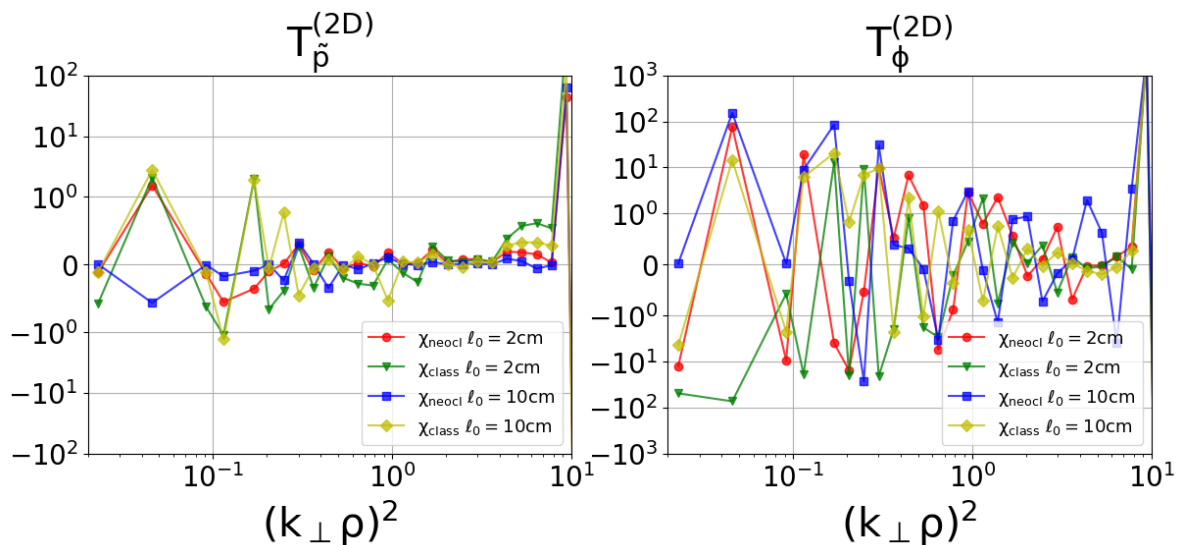 T_p̃^(2D)
10²
10¹
10⁰
0
−10⁰
−10¹
−10²
10⁻¹
10⁰
10¹
χ_neocl ℓ₀ = 2cm
χ_class ℓ₀ = 2cm
χ_neocl ℓ₀ = 10cm
χ_class ℓ₀ = 10cm
(k_⊥ρ)²
T_ϕ^(2D)
10³
10²
10¹
10⁰
0
−10⁰
−10¹
−10²
−10³
10⁻¹
10⁰
10¹
χ_neocl ℓ₀ = 2cm
χ_class ℓ₀ = 2cm
χ_neocl ℓ₀ = 10cm
χ_class ℓ₀ = 10cm
(k_⊥ρ)²